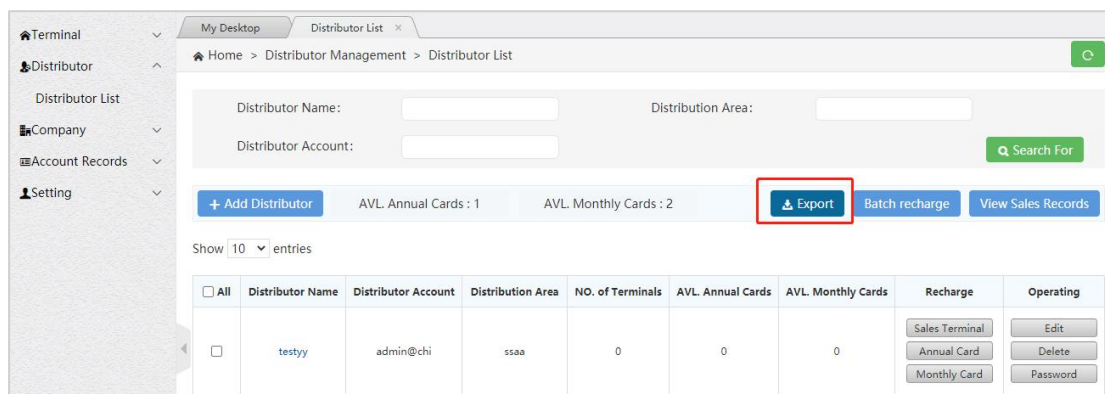 Terminal
Distributor
Distributor List
Company
Account Records
Setting
My Desktop Distributor List ×
Home > Distributor Management > Distributor List
Distributor Name: Distribution Area:
Distributor Account: Search For
+ Add Distributor AVL. Annual Cards : 1 AVL. Monthly Cards : 2 Export Batch recharge View Sales Records
Show 10 entries
All Distributor Name Distributor Account Distribution Area NO. of Terminals AVL. Annual Cards AVL. Monthly Cards Recharge Operating
testyy admin@chi ssaa 0 0 0 Sales Terminal Edit
Annual Card Delete
Monthly Card Password